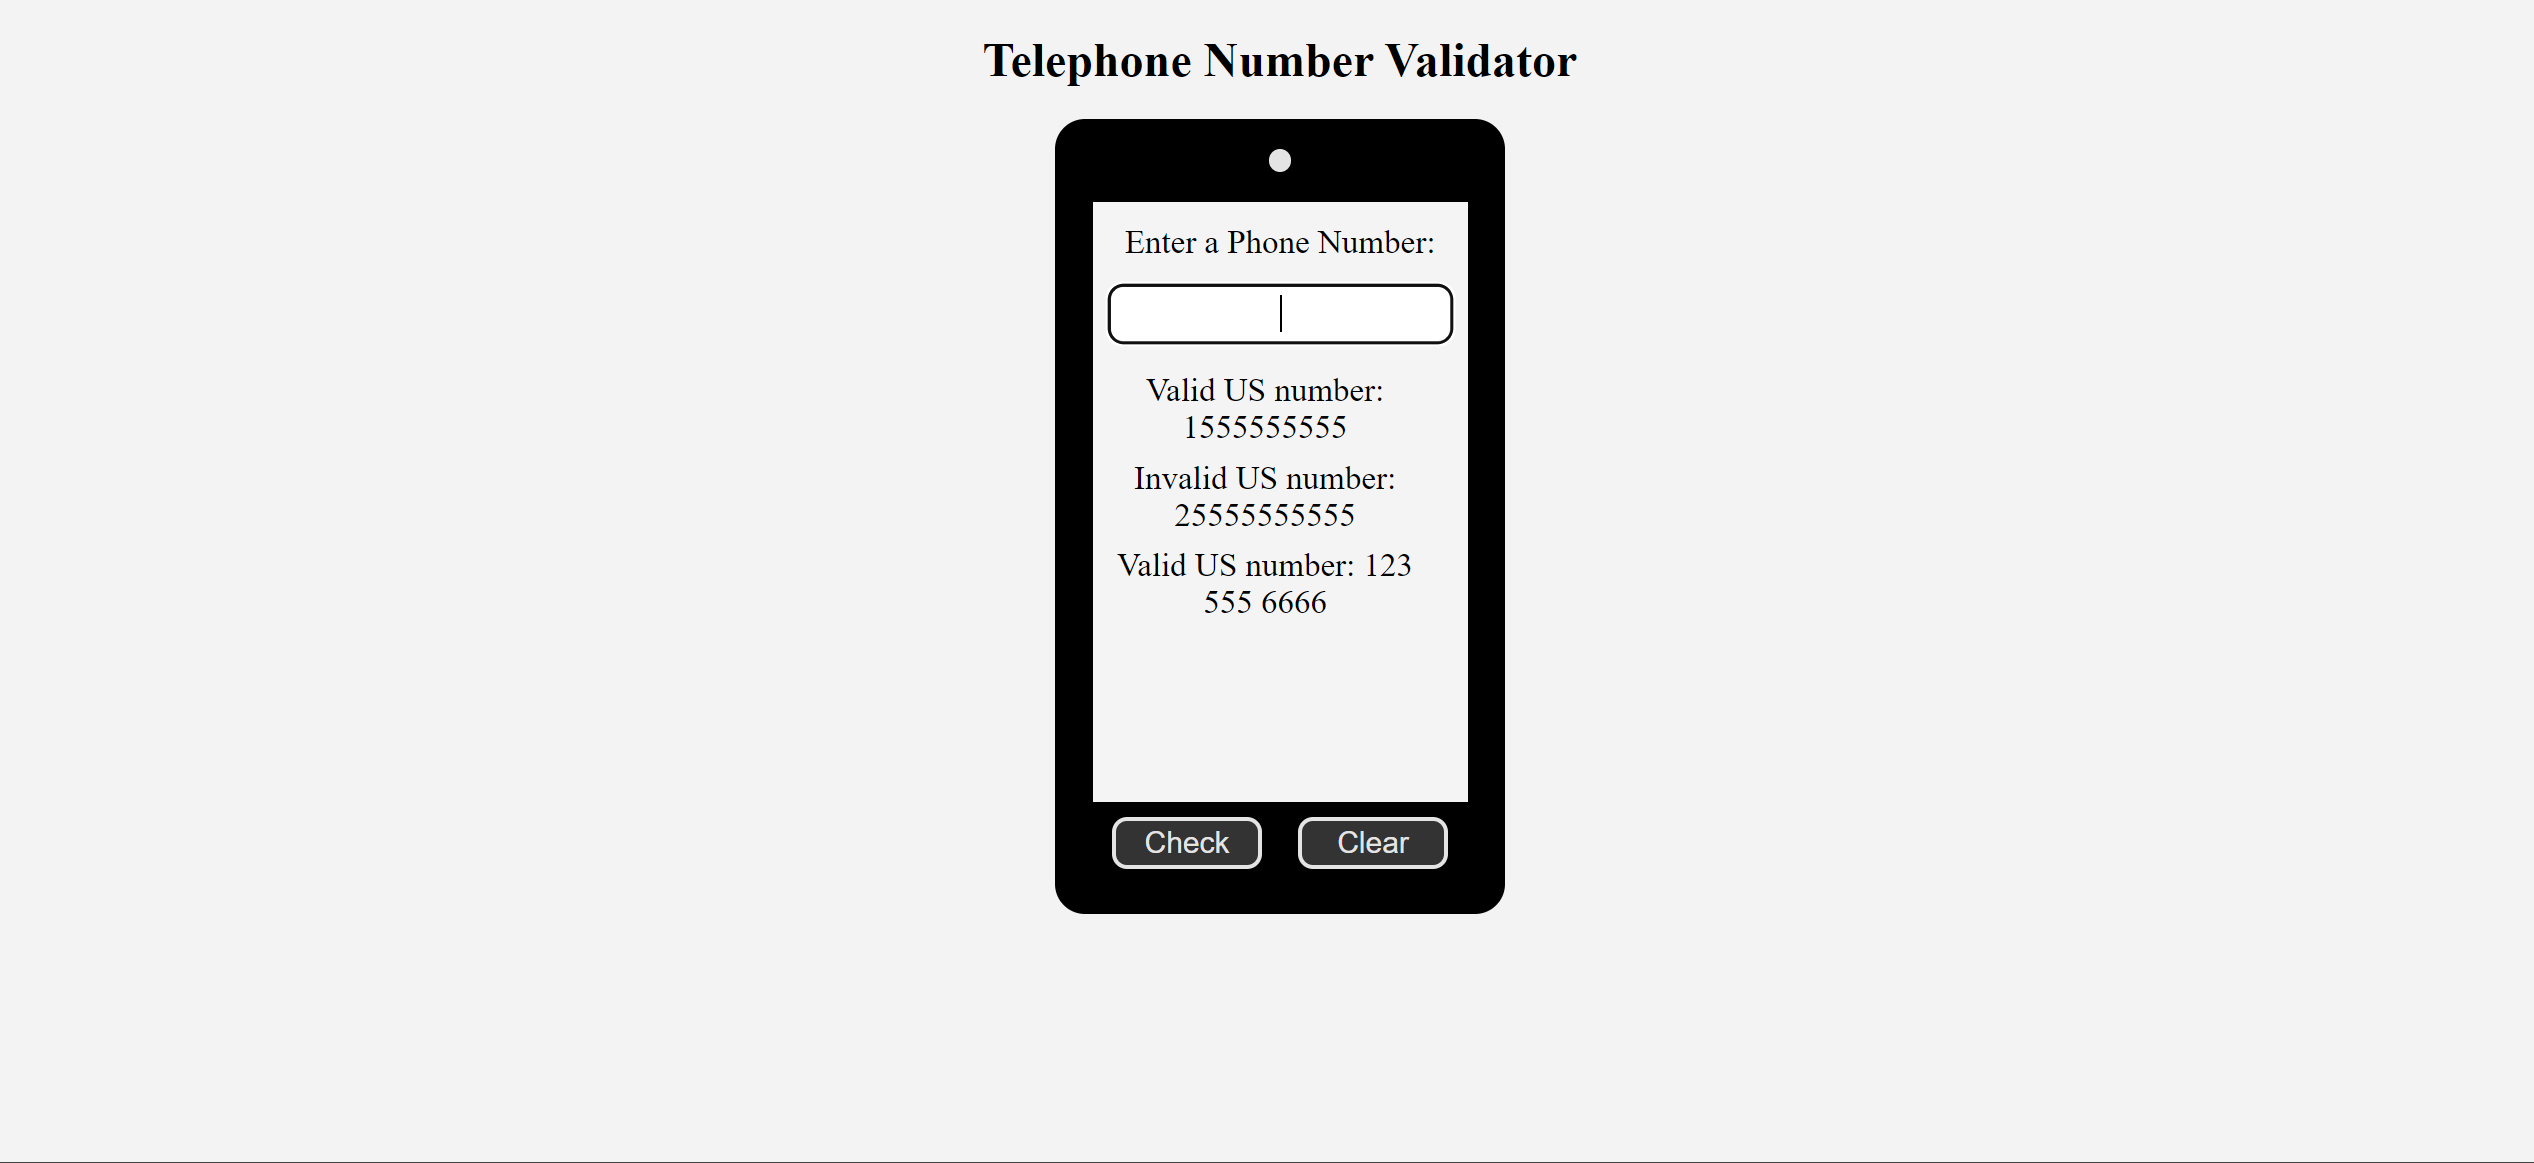 Telephone Number Validator
Enter a Phone Number:
Valid US number:
1555555555
Invalid US number:
25555555555
Valid US number: 123
555 6666
Check
Clear